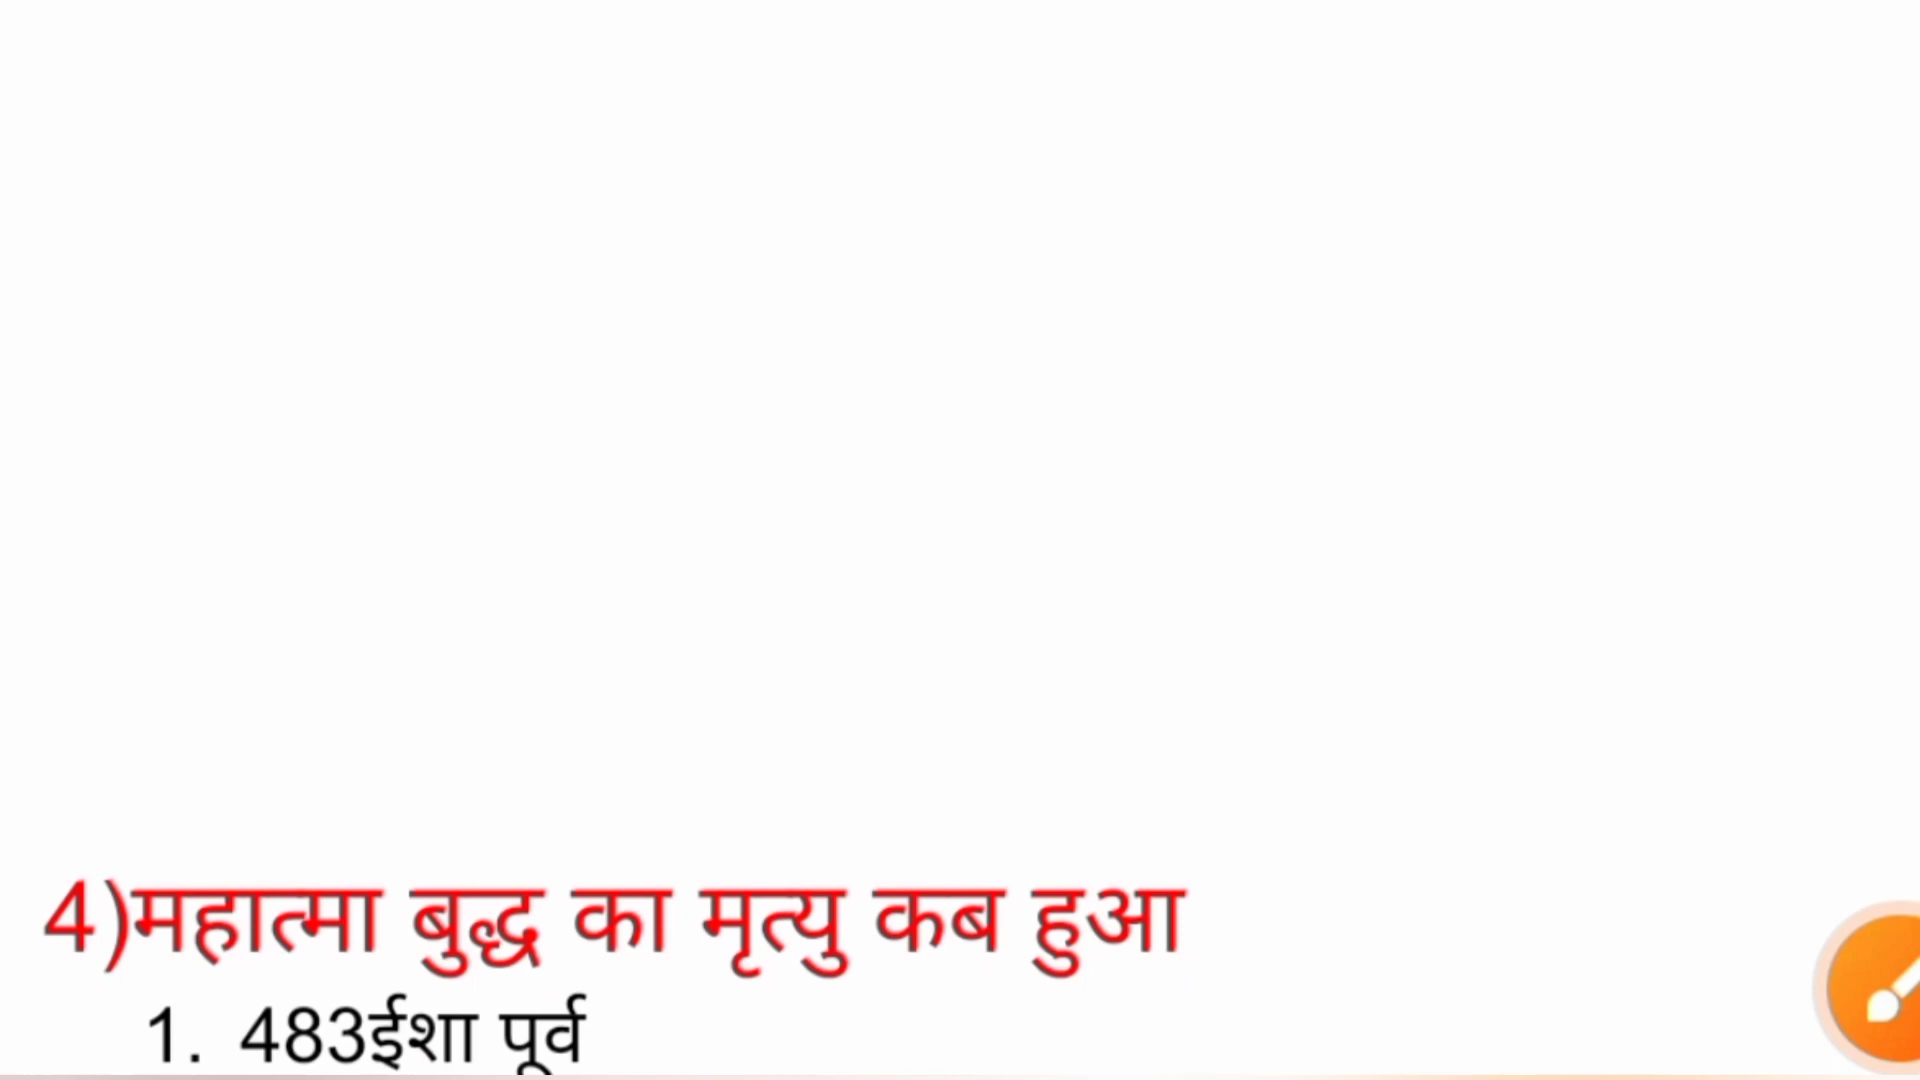 4)महात्मा बुद्ध का मृत्यु कब हुआ
1. 483ईशा पूर्व